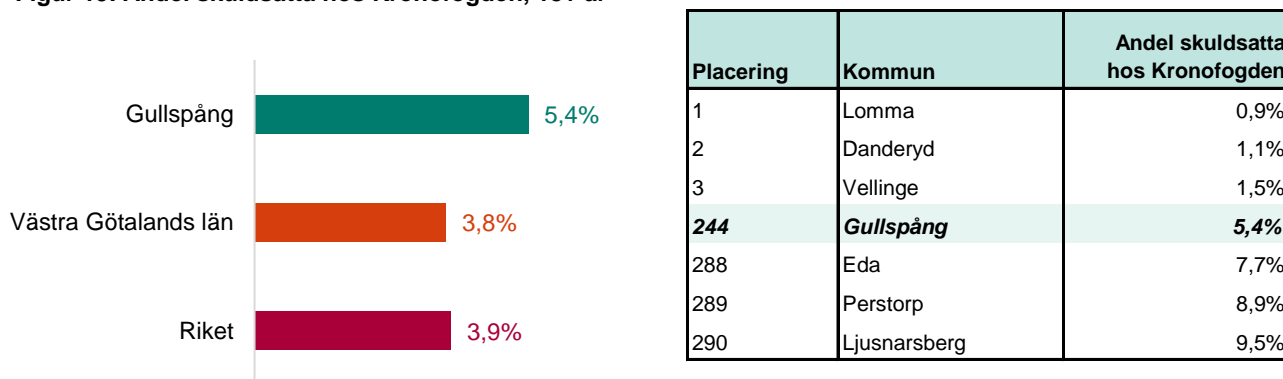 Gullspång 5,4%
Västra Götalands län 3,8%
Riket 3,9%
Placering Kommun Andel skuldsatta hos Kronofogden
1 Lomma 0,9%
2 Danderyd 1,1%
3 Vellinge 1,5%
244 Gullspång 5,4%
288 Eda 7,7%
289 Perstorp 8,9%
290 Ljusnarsberg 9,5%